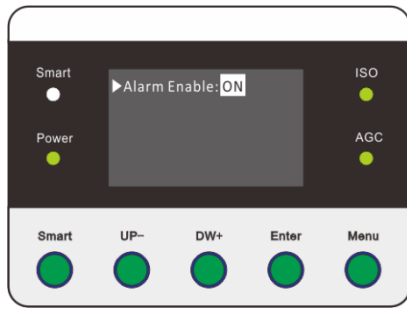 Smart
ISO
▶Alarm Enable: ON
Power
AGC
Smart
UP–
DW+
Enter
Menu